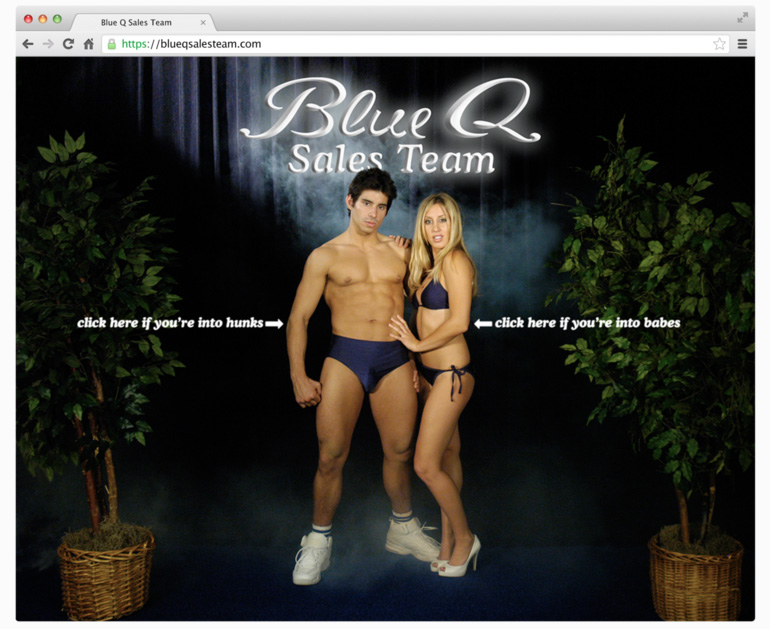 Blue Q Sales Team
https://blueqsalesteam.com
Blue Q
Sales Team
click here if you're into hunks
click here if you're into babes